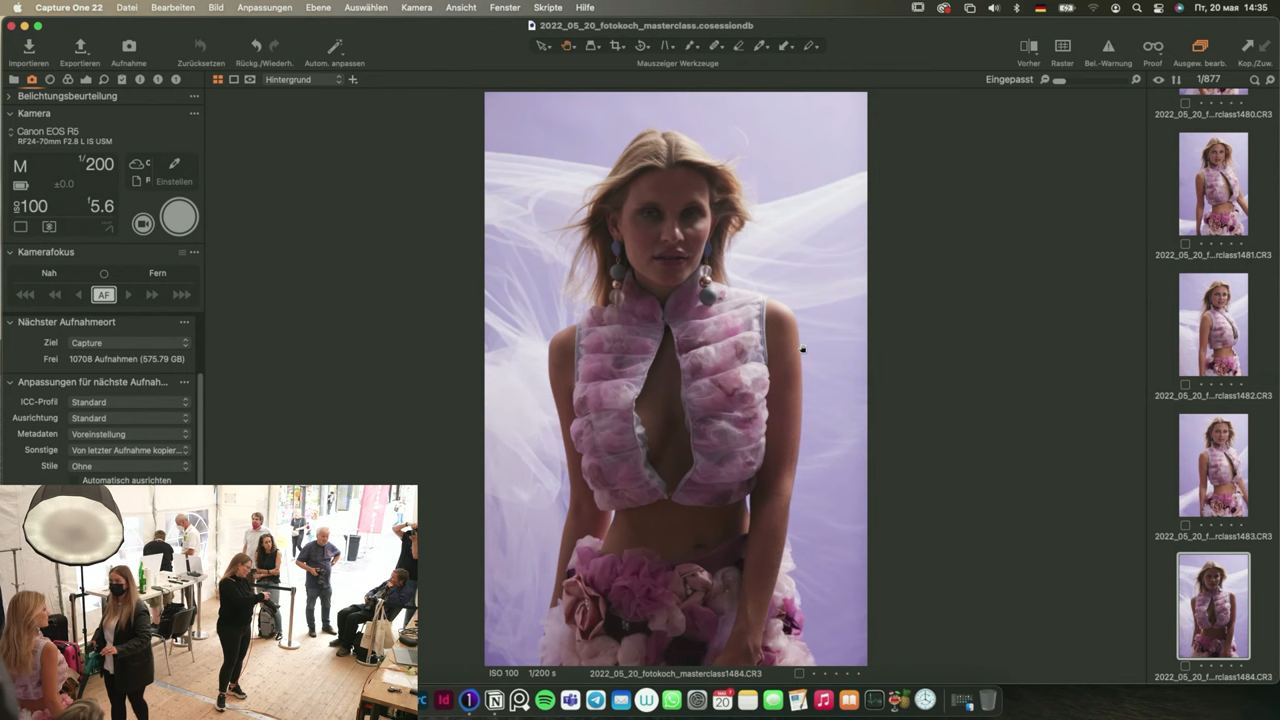 Capture One 22 Datei Bearbeiten Bild Anpassungen Ebene Auswählen Kamera Ansicht Fenster Skripte Hilfe
Пт, 20 мая 14:35
2022_05_20_fotokoch_masterclass.cosessiondb
Importieren Exportieren Aufnahme Zurücksetzen Rückg./Wiederh. Autom. anpassen
Mauszeiger Werkzeuge
Vorher Raster Bel.-Warnung Proof Ausgew. bearb. Kop./Zuw.
Hintergrund
Eingepasst
1/877
Belichtungsbeurteilung
Kamera
Canon EOS R5
RF24-70mm F2.8 L IS USM
M 1/200
±0.0
ISO100 f5.6
C
Einstellen
Kamerafokus
Nah Fern
AF
Nächster Aufnahmeort
Ziel Capture
Frei 10708 Aufnahmen (575.79 GB)
Anpassungen für nächste Aufnah...
ICC-Profil Standard
Ausrichtung Standard
Metadaten Voreinstellung
Sonstige Von letzter Aufnahme kopier...
Stile Ohne
Automatisch ausrichten
2022_05_20_f...rclass1480.CR3
2022_05_20_f...rclass1481.CR3
2022_05_20_f...rclass1482.CR3
2022_05_20_f...rclass1483.CR3
2022_05_20_f...rclass1484.CR3
ISO 100 1/200 s 2022_05_20_fotokoch_masterclass1484.CR3
Id
20